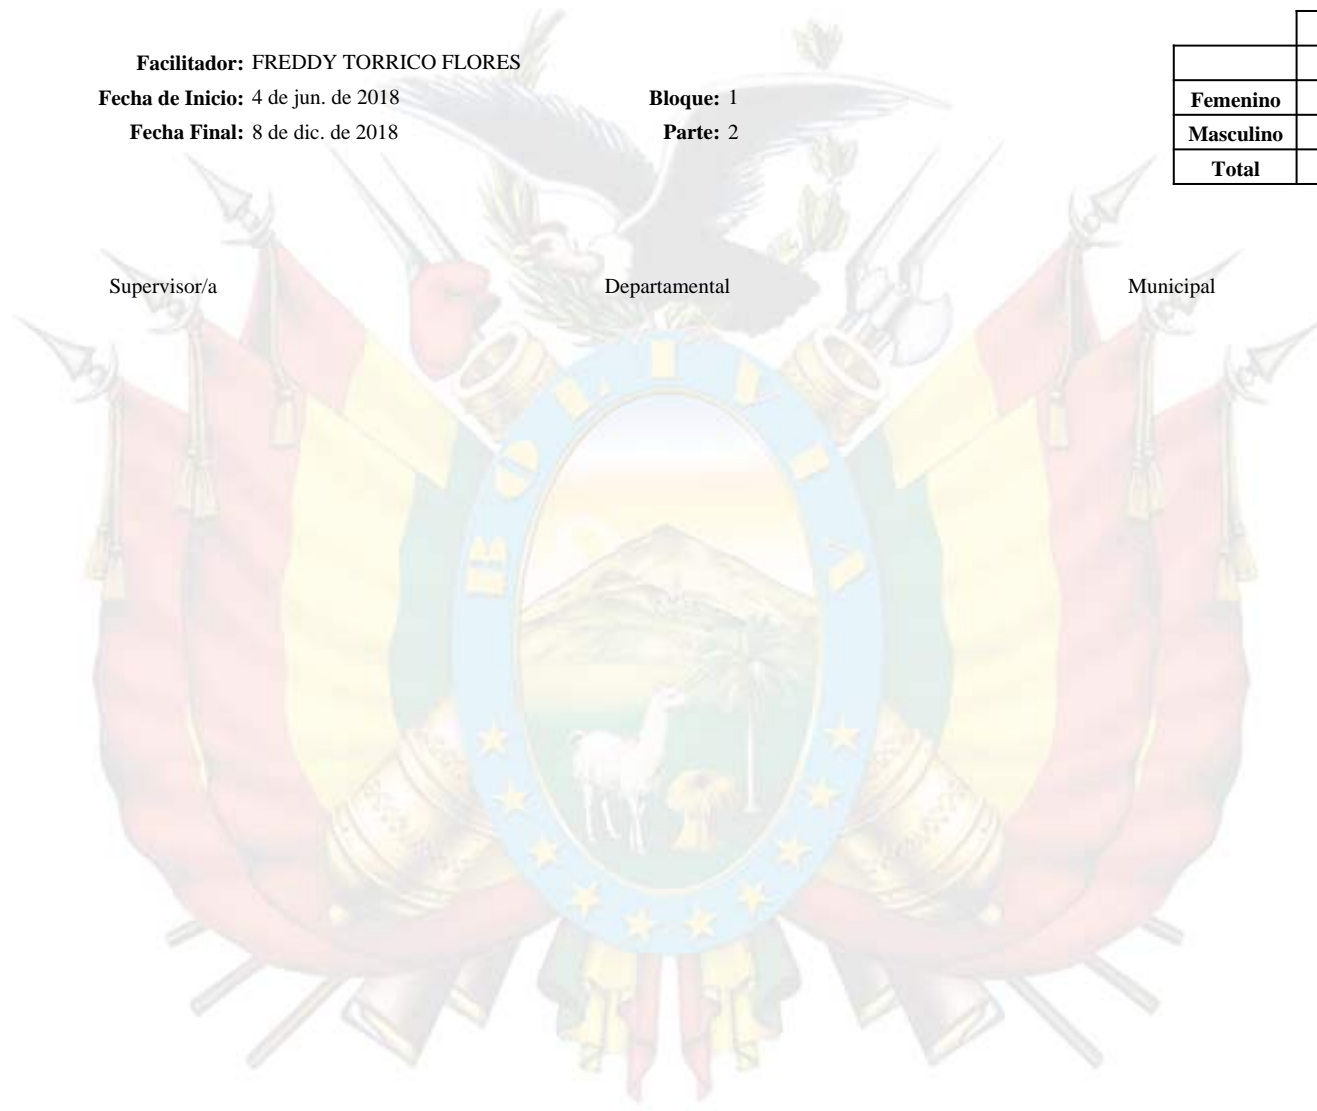 Facilitador: FREDDY TORRICO FLORES
Fecha de Inicio: 4 de jun. de 2018 Bloque: 1
Fecha Final: 8 de dic. de 2018 Parte: 2
Femenino
Masculino
Total
Supervisor/a Departamental Municipal
BOLIVIA